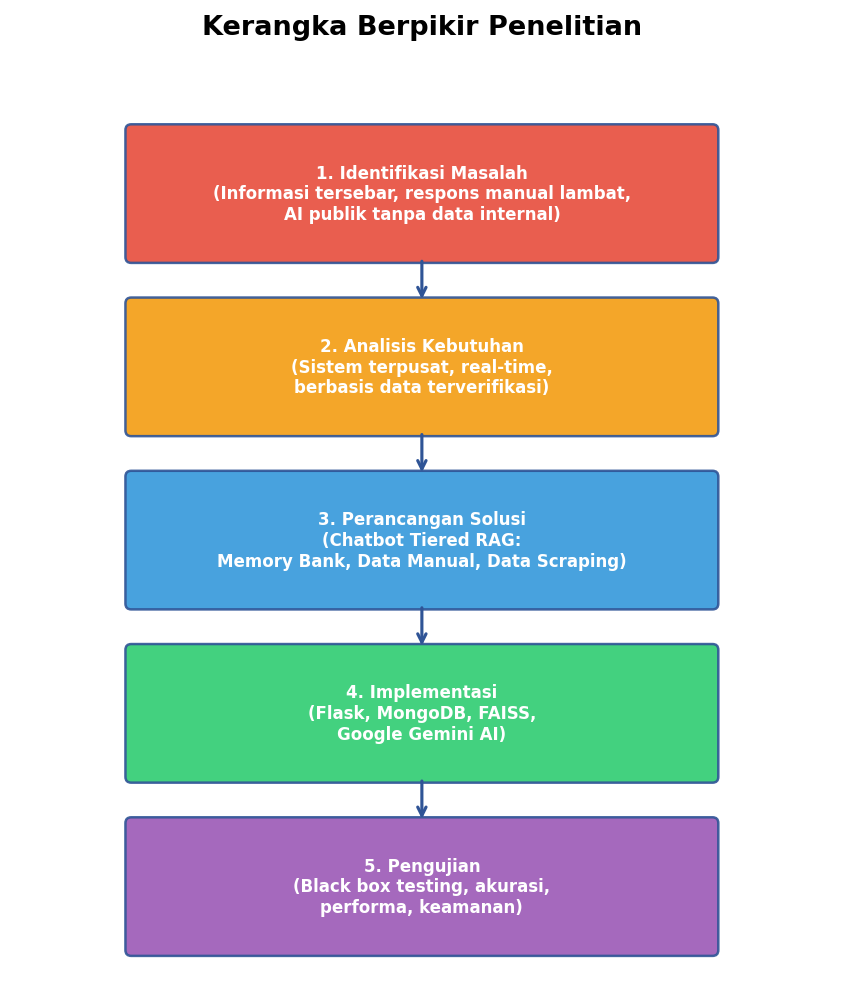 Kerangka Berpikir Penelitian
1. Identifikasi Masalah
(Informasi tersebar, respons manual lambat,
AI publik tanpa data internal)
2. Analisis Kebutuhan
(Sistem terpusat, real-time,
berbasis data terverifikasi)
3. Perancangan Solusi
(Chatbot Tiered RAG:
Memory Bank, Data Manual, Data Scraping)
4. Implementasi
(Flask, MongoDB, FAISS,
Google Gemini AI)
5. Pengujian
(Black box testing, akurasi,
performa, keamanan)